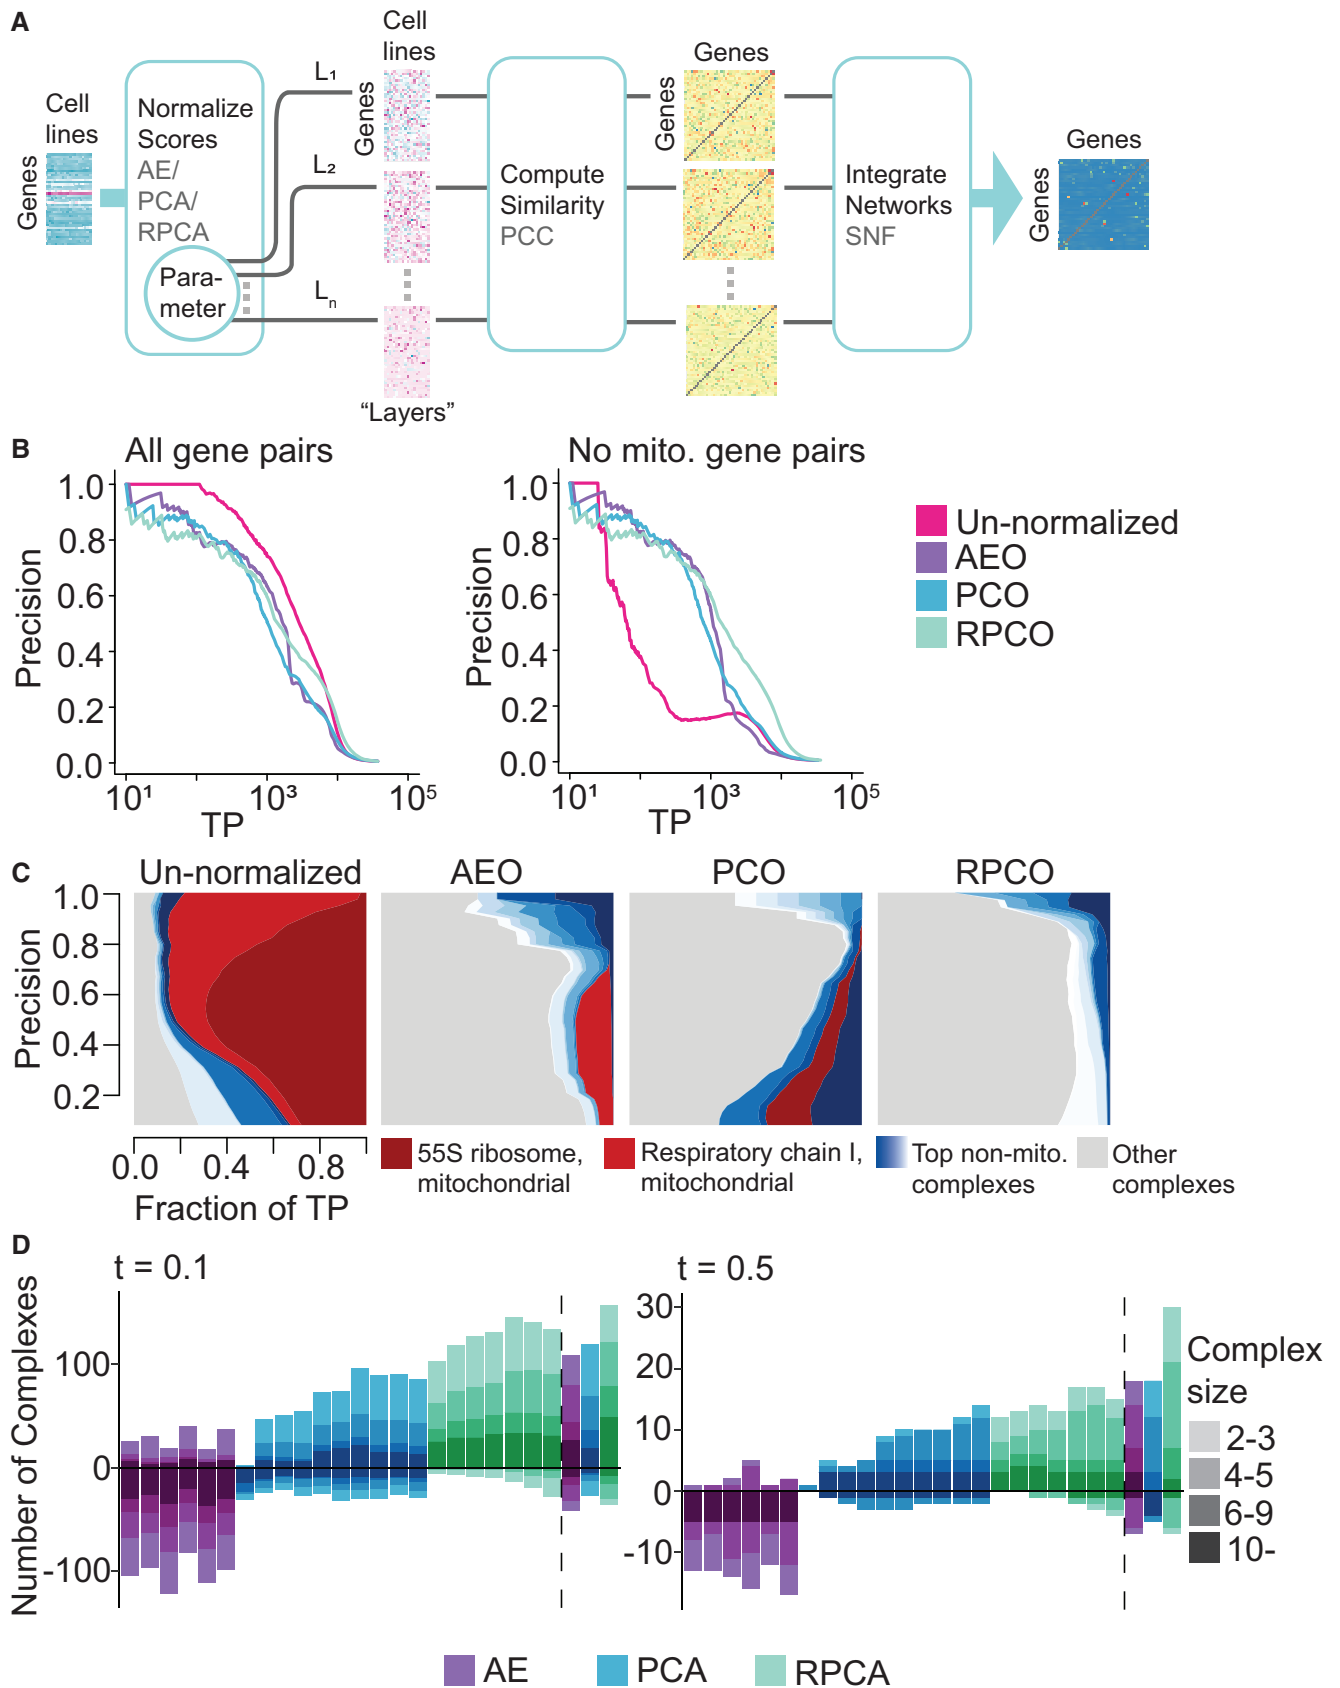 A
Cell
lines
Genes
Normalize
Scores
AE/
PCA/
RPCA
Para-
meter
L₁
L₂
Lₙ
Cell
lines
Genes
“Layers”
Compute
Similarity
PCC
Genes
Genes
Integrate
Networks
SNF
Genes
Genes
B
All gene pairs
Precision
1.0
0.8
0.6
0.4
0.2
0.0
10¹ 10³ 10⁵
TP
No mito. gene pairs
Precision
1.0
0.8
0.6
0.4
0.2
0.0
10¹ 10³ 10⁵
TP
Un-normalized
AEO
PCO
RPCO
C
Un-normalized AEO PCO RPCO
Precision
1.0
0.8
0.6
0.4
0.2
0.0 0.4 0.8
Fraction of TP
55S ribosome,
mitochondrial
Respiratory chain I,
mitochondrial
Top non-mito.
complexes
Other
complexes
D
t = 0.1
Number of Complexes
100
0
-100
t = 0.5
30
20
10
0
-10
Complex
size
2-3
4-5
6-9
10-
AE PCA RPCA